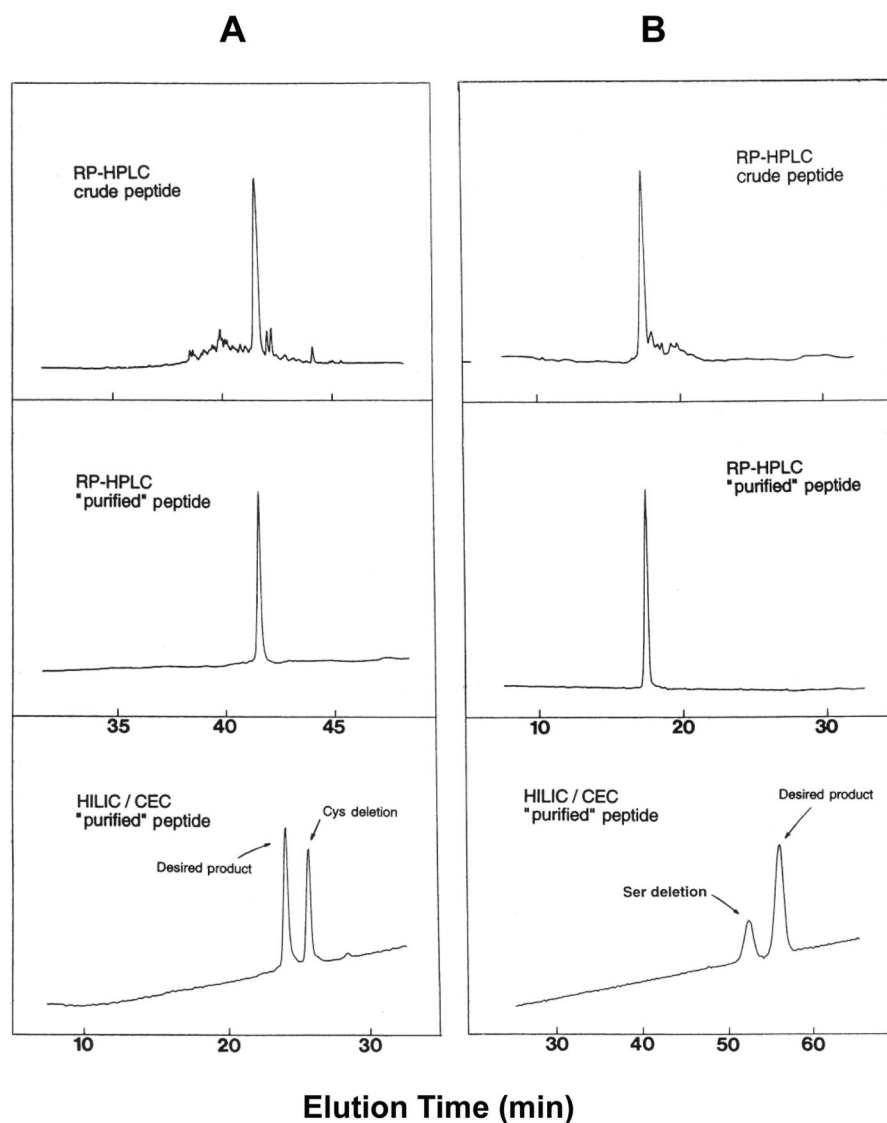 A
B
RP-HPLC
crude peptide
RP-HPLC
crude peptide
RP-HPLC
"purified" peptide
35
40
45
RP-HPLC
"purified" peptide
10
20
30
HILIC / CEC
"purified" peptide
Cys deletion
Desired product
10
20
30
HILIC / CEC
"purified" peptide
Desired product
Ser deletion
30
40
50
60
Elution Time (min)